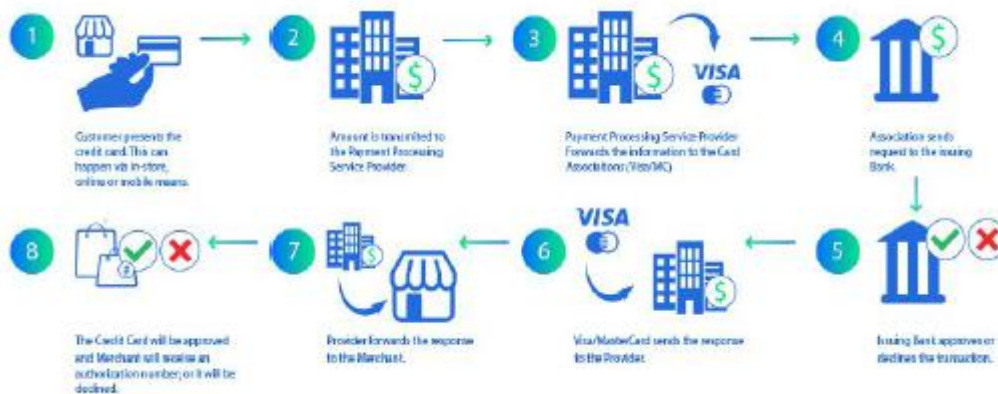 1
Customer presents the
credit card. This can
happen via in-store,
online or mobile means.
2
$
Amount is transmited to
the Payment Processing
Service Provider.
3
$
VISA
Payment Processing Service Provider
Forwards the information to the Card
Associations (Visa/MC)
4
$
Association sends
request to the issuing
Bank.
5
Issuing Bank approves or
declines the transaction.
6
VISA
$
Visa/MasterCard sends the response
to the Provider.
7
$
Provider forwards the response
to the Merchant.
8
The Credit Card will be approved
and Merchant will receive an
authorization number, or it will be
declined.